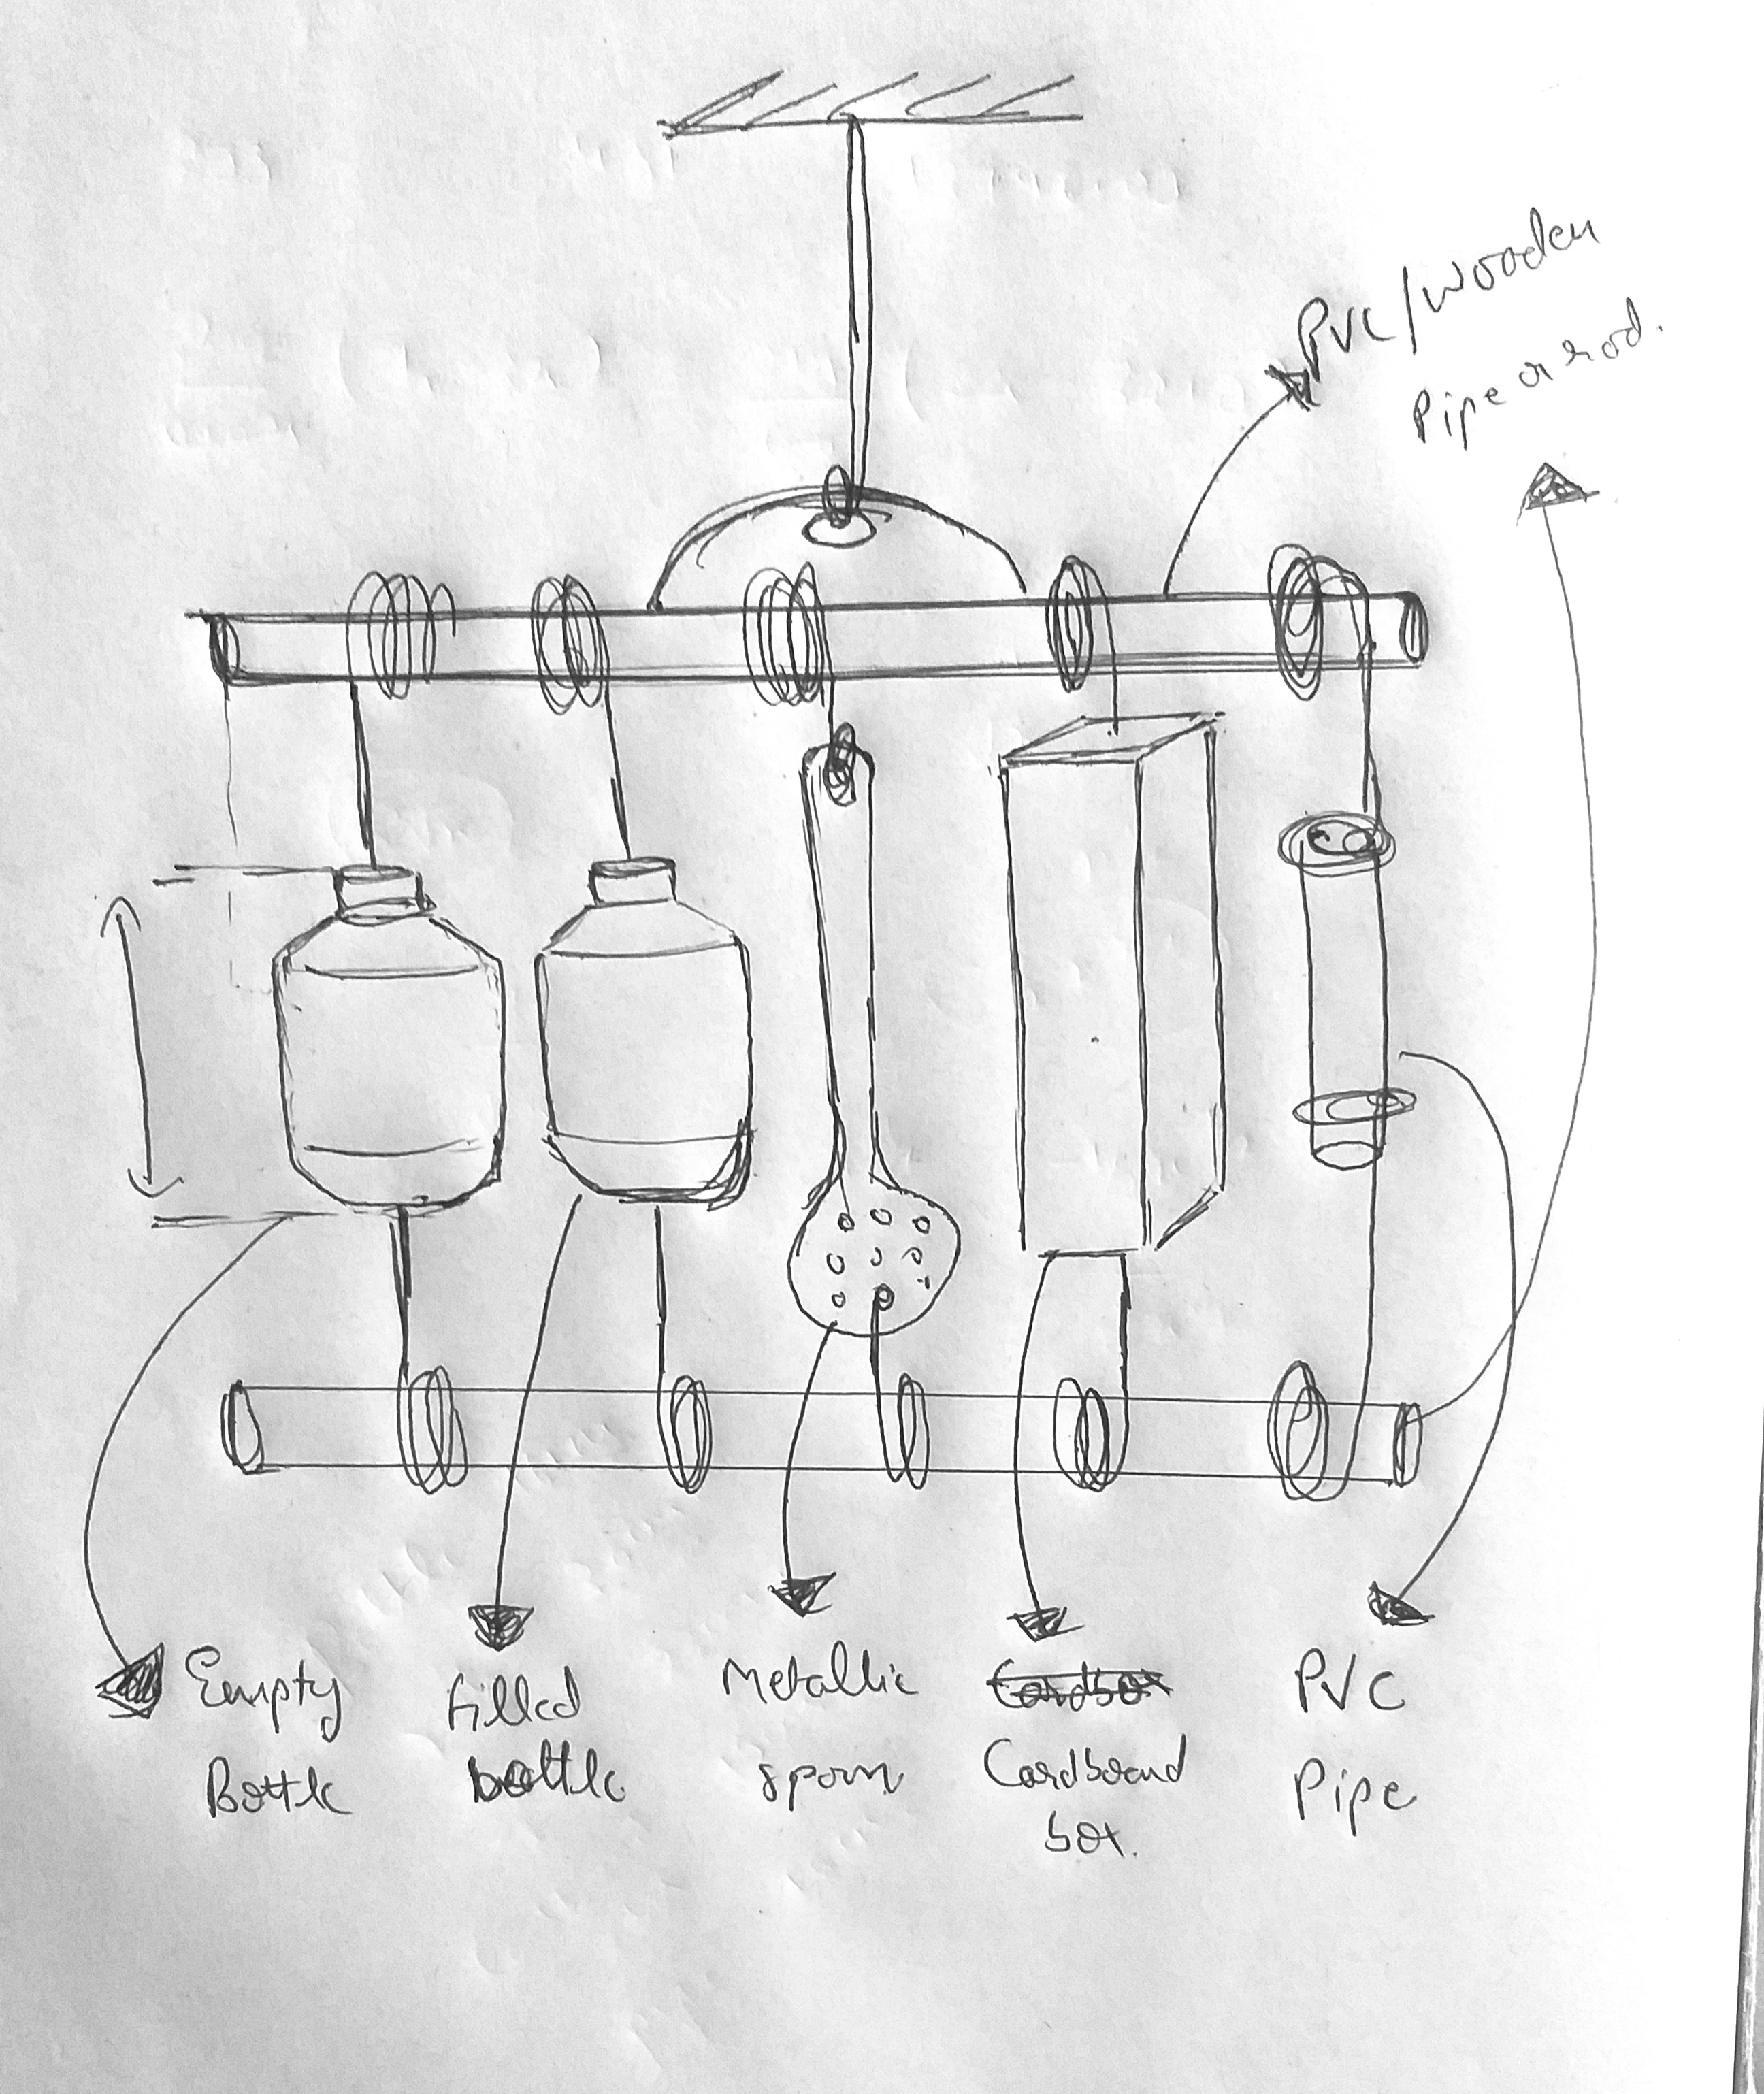 PVC/wooden
Pipe or rod.
Empty
Bottle
filled
bottle
Metallic
spoon
Cardbox
Cardboard
box.
PVC
Pipe